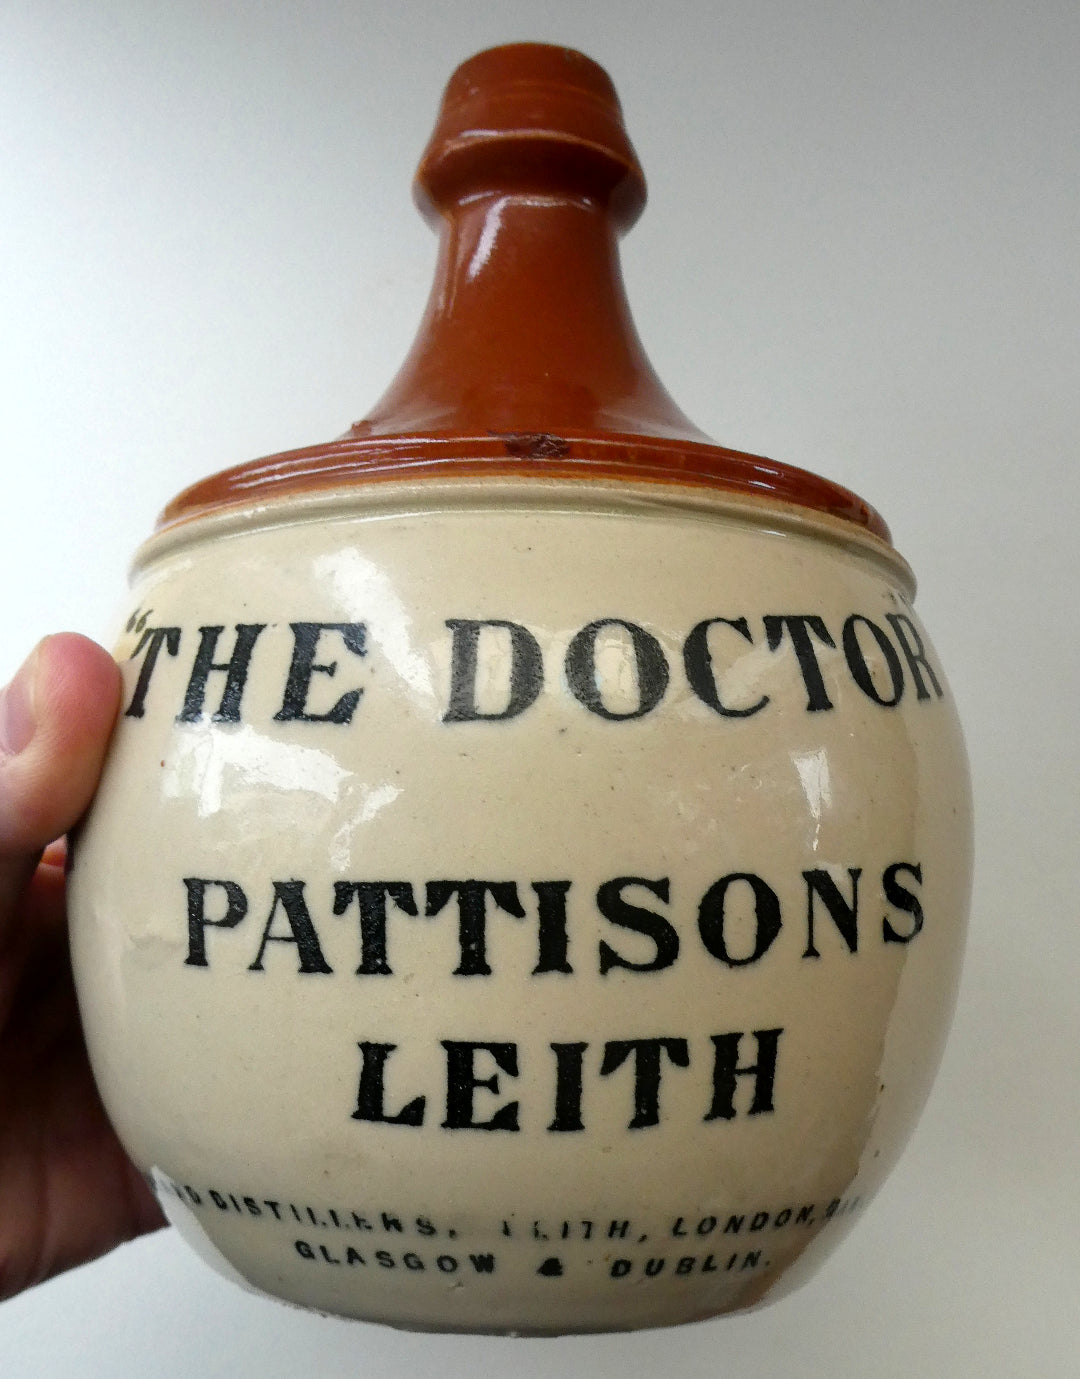 “THE DOCTOR
PATTISONS
LEITH
DISTILLERS, LEITH, LONDON,
GLASGOW & DUBLIN.